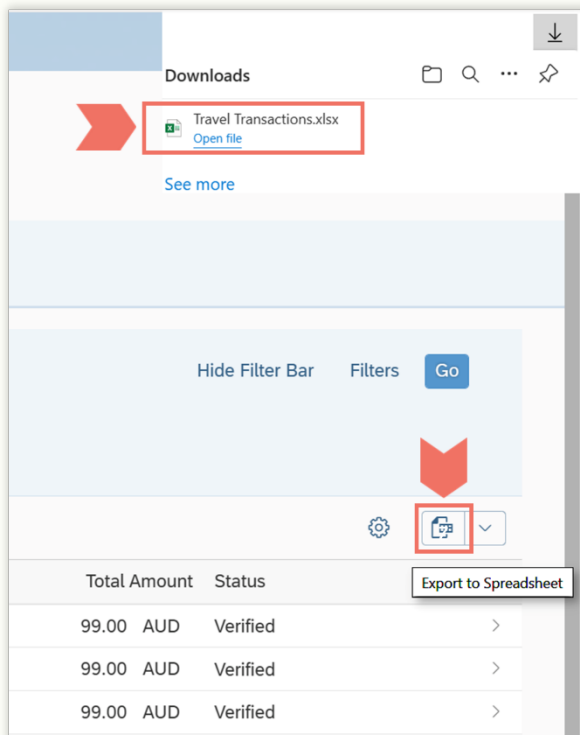 Downloads
Travel Transactions.xlsx
Open file
See more
Hide Filter Bar Filters Go
Export to Spreadsheet
Total Amount Status
99.00 AUD Verified
99.00 AUD Verified
99.00 AUD Verified